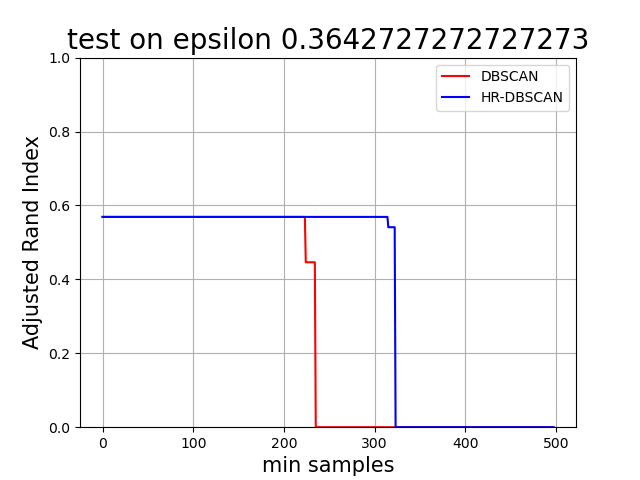 test on epsilon 0.3642727272727273
DBSCAN
HR-DBSCAN
Adjusted Rand Index
1.0
0.8
0.6
0.4
0.2
0.0
0 100 200 300 400 500
min samples